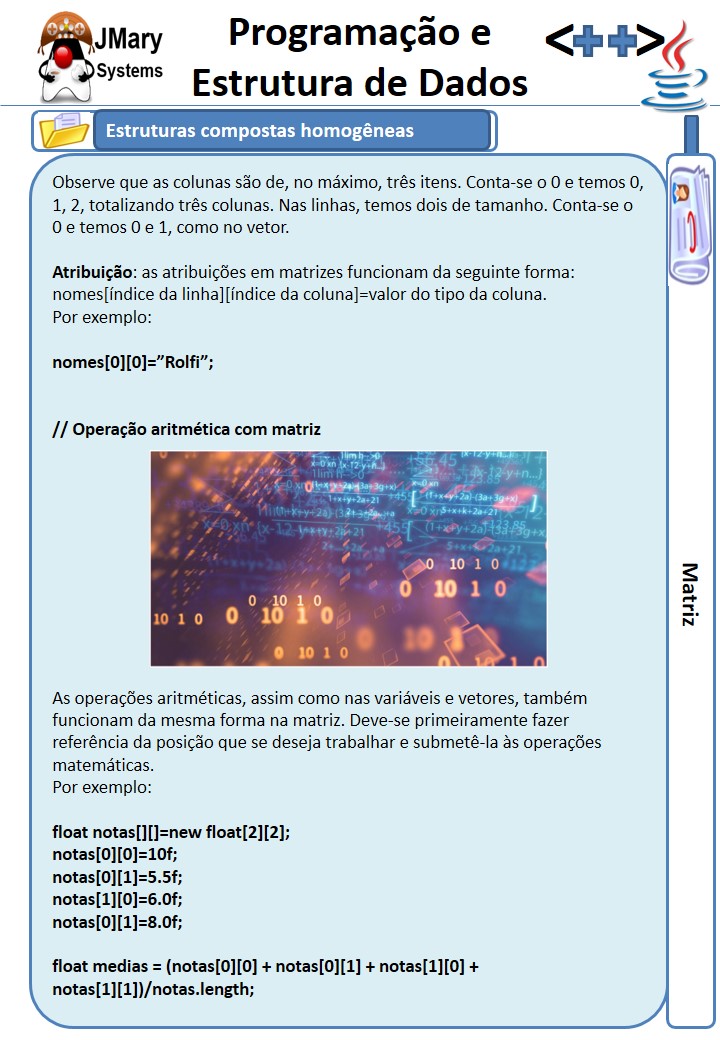 JMary
Systems
Programação e
Estrutura de Dados
<++>
Estruturas compostas homogêneas
Observe que as colunas são de, no máximo, três itens. Conta-se o 0 e temos 0,
1, 2, totalizando três colunas. Nas linhas, temos dois de tamanho. Conta-se o
0 e temos 0 e 1, como no vetor.
Atribuição: as atribuições em matrizes funcionam da seguinte forma:
nomes[índice da linha][índice da coluna]=valor do tipo da coluna.
Por exemplo:
nomes[0][0]=”Rolfi”;
// Operação aritmética com matriz
0 10 1 0
0 10 1 0
0 10 1 0
10 1 0 0 10 1 0
0 10 1 0
As operações aritméticas, assim como nas variáveis e vetores, também
funcionam da mesma forma na matriz. Deve-se primeiramente fazer
referência da posição que se deseja trabalhar e submetê-la às operações
matemáticas.
Por exemplo:
float notas[][]=new float[2][2];
notas[0][0]=10f;
notas[0][1]=5.5f;
notas[1][0]=6.0f;
notas[0][1]=8.0f;
float medias = (notas[0][0] + notas[0][1] + notas[1][0] +
notas[1][1])/notas.length;
Matriz